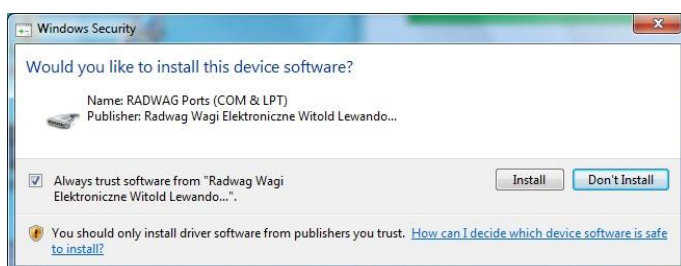 Windows Security
Would you like to install this device software?
Name: RADWAG Ports (COM & LPT)
Publisher: Radwag Wagi Elektroniczne Witold Lewando...
Always trust software from "Radwag Wagi
Elektroniczne Witold Lewando...".
Install
Don't Install
You should only install driver software from publishers you trust. How can I decide which device software is safe
to install?